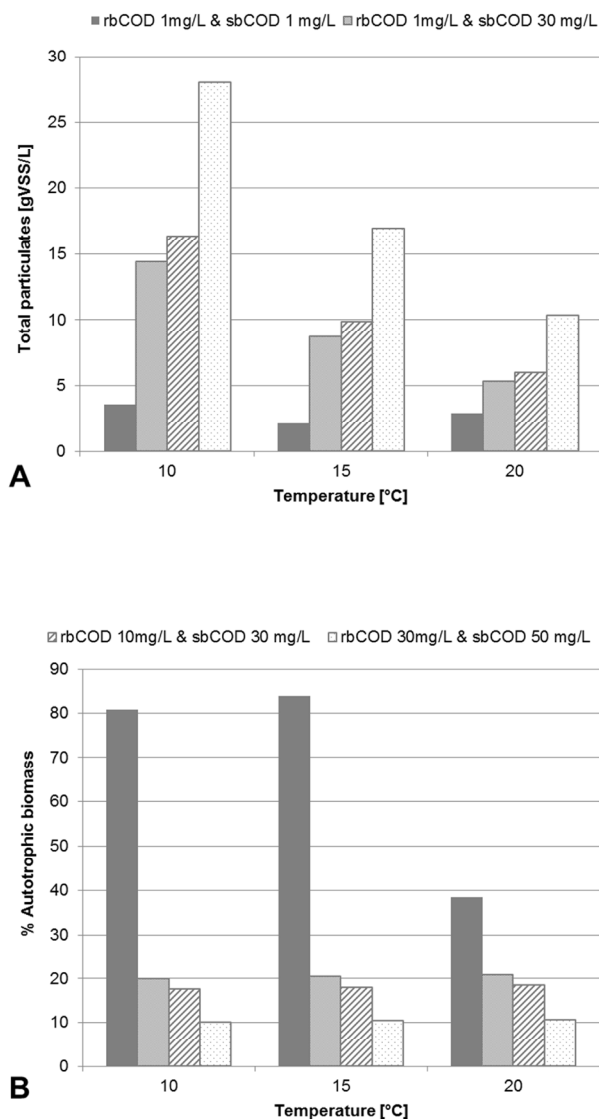 rbCOD 1mg/L & sbCOD 1 mg/L rbCOD 1mg/L & sbCOD 30 mg/L
30
25
20
15
10
5
0
Total particulates [gVSS/L]
10 15 20
Temperature [°C]
A
rbCOD 10mg/L & sbCOD 30 mg/L rbCOD 30mg/L & sbCOD 50 mg/L
90
80
70
60
50
40
30
20
10
0
% Autotrophic biomass
10 15 20
Temperature [°C]
B